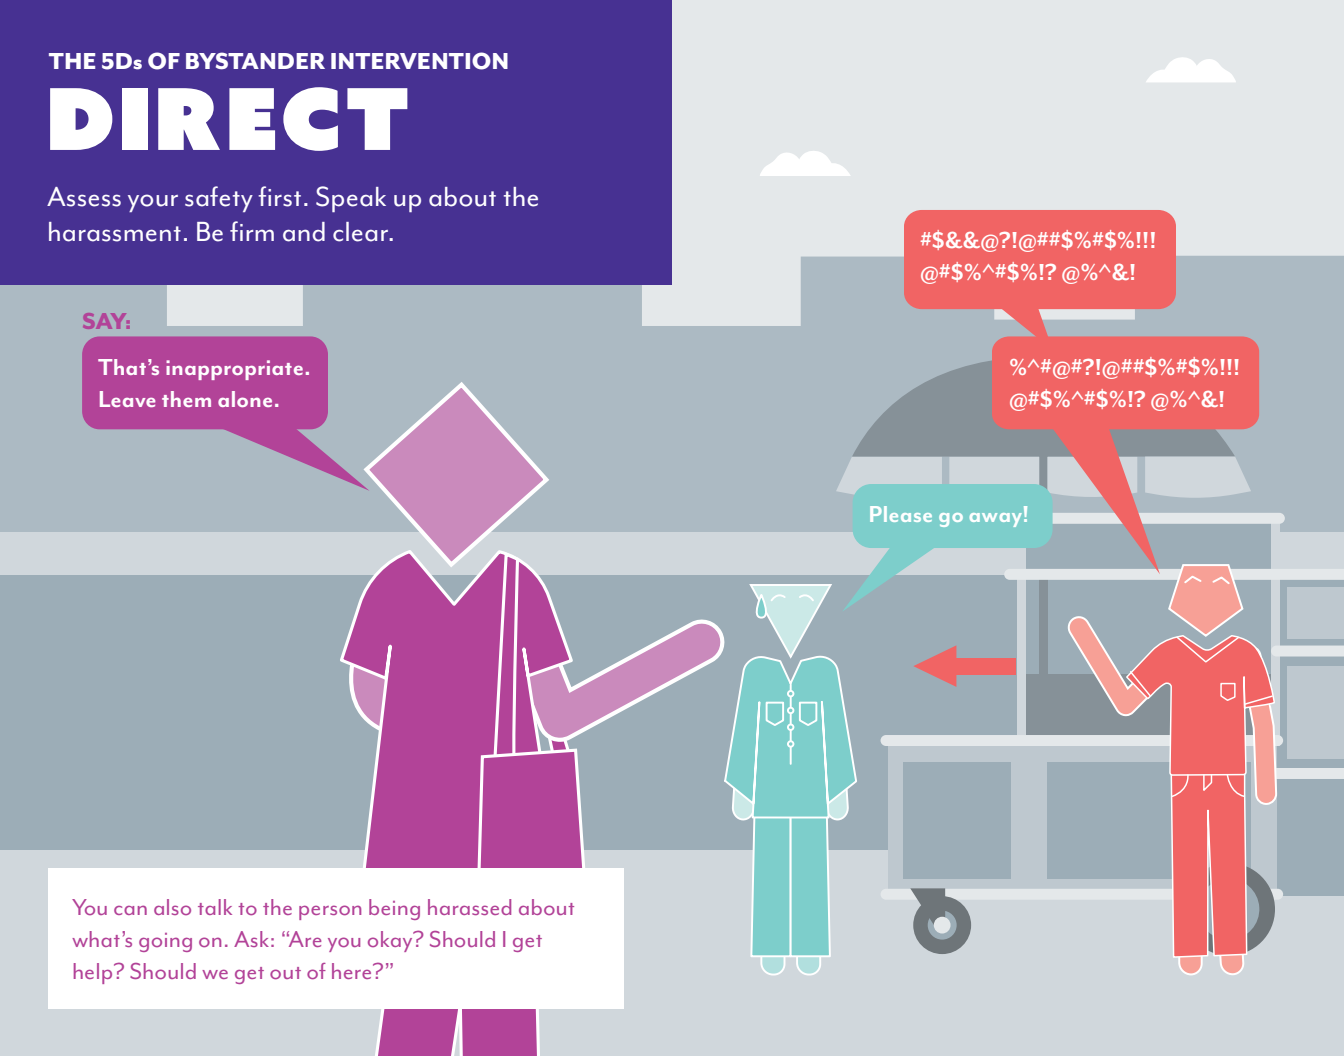 THE 5Ds OF BYSTANDER INTERVENTION
DIRECT
Assess your safety first. Speak up about the
harassment. Be firm and clear.
SAY:
That’s inappropriate.
Leave them alone.
#$&&@?!@##$%#$%!!!
@#$%^#$%!? @%^&!
%^#@#?!@##$%#$%!!!
@#$%^#$%!? @%^&!
Please go away!
You can also talk to the person being harassed about
what’s going on. Ask: “Are you okay? Should I get
help? Should we get out of here?”